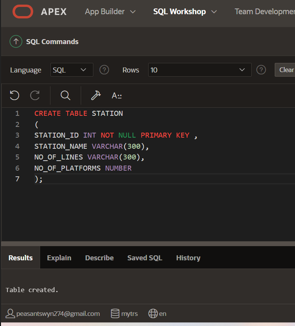 APEX App Builder SQL Workshop Team Developmen
SQL Commands
Language SQL Rows 10 Clear
A::
1 CREATE TABLE STATION
2 (
3 STATION_ID INT NOT NULL PRIMARY KEY ,
4 STATION_NAME VARCHAR(300),
5 NO_OF_LINES VARCHAR(300),
6 NO_OF_PLATFORMS NUMBER
7 );
Results Explain Describe Saved SQL History
Table created.
peasantswyn274@gmail.com mytrs en